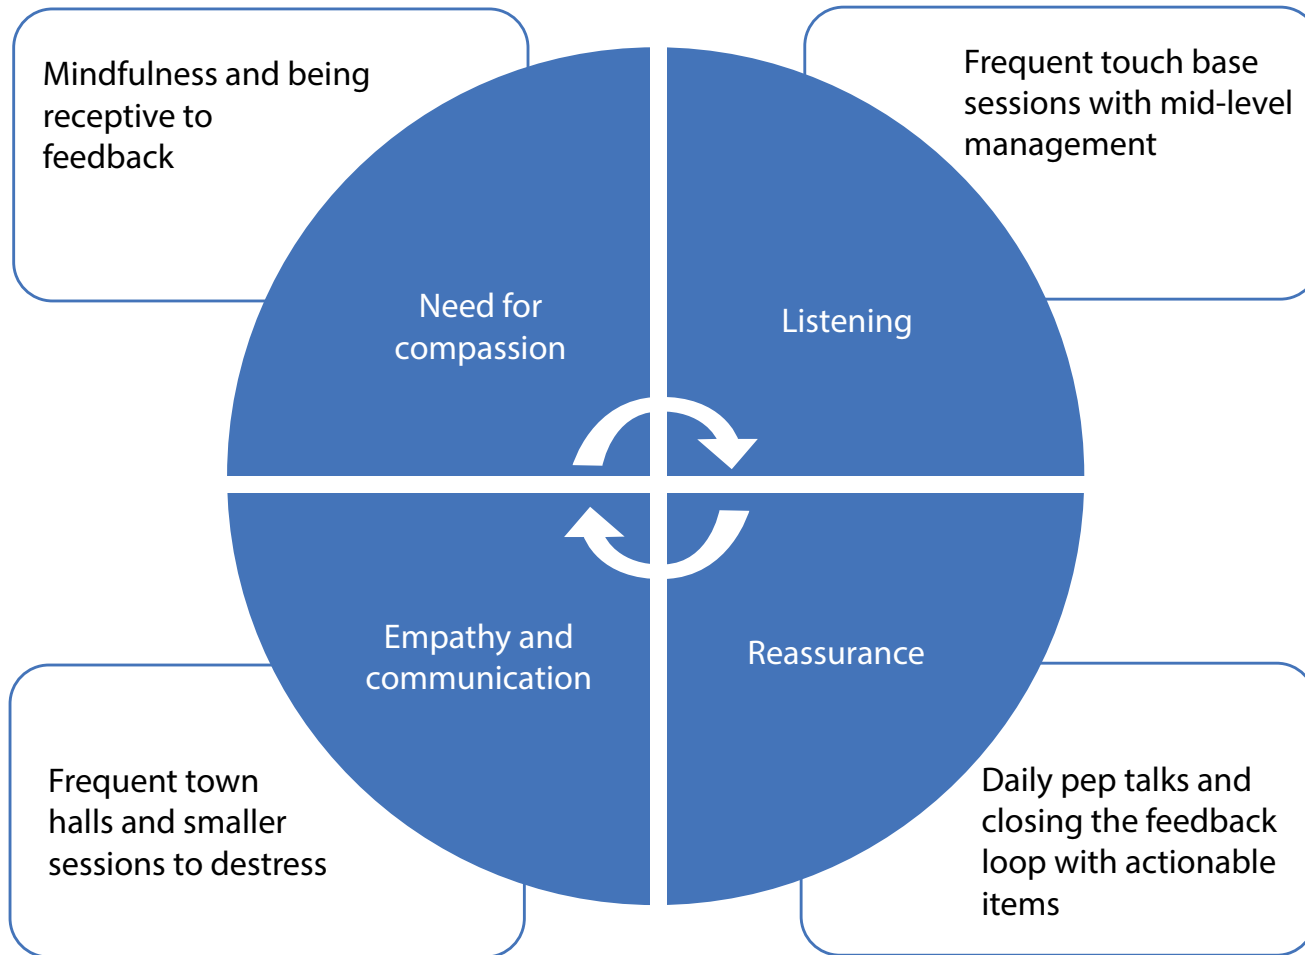 Mindfulness and being
receptive to
feedback
Frequent touch base
sessions with mid-level
management
Need for
compassion
Listening
Empathy and
communication
Reassurance
Frequent town
halls and smaller
sessions to destress
Daily pep talks and
closing the feedback
loop with actionable
items